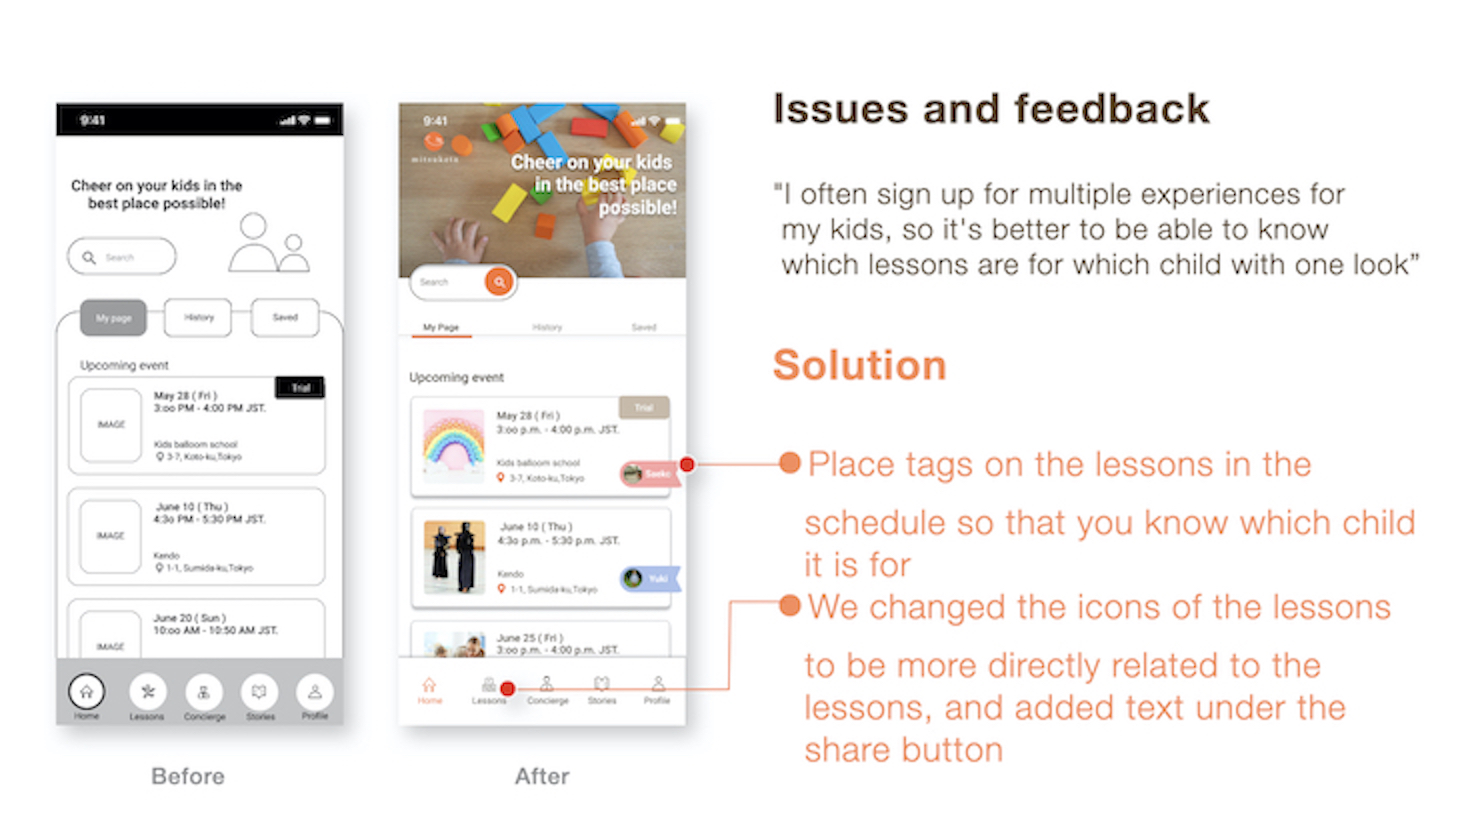 9:41
Cheer on your kids in the
best place possible!
Search
My page
History
Saved
Upcoming event
Trial
May 28 ( Fri )
3:oo PM - 4:00 PM JST.
IMAGE
Kids balloom school
3-7, Koto-ku,Tokyo
June 10 ( Thu )
4:3o PM - 5:30 PM JST.
IMAGE
Kendo
1-1, Sumida-ku,Tokyo
June 20 ( Sun )
10:oo AM - 10:50 AM JST.
IMAGE
Home
Lessons
Concierge
Stories
Profile
Before
9:41
mitsukete
Cheer on your kids
in the best place
possible!
Search
My Page
History
Saved
Upcoming event
Trial
May 28 ( Fri )
3:oo p.m. - 4:00 p.m. JST.
Kids balloom school
3-7, Koto-ku,Tokyo
Saeko
June 10 ( Thu )
4:3o p.m. - 5:30 p.m. JST.
Kendo
1-1, Sumida-ku,Tokyo
Yuki
June 25 ( Fri )
3:oo p.m. - 4:00 p.m. JST.
Home
Lessons
Concierge
Stories
Profile
After
Issues and feedback
"I often sign up for multiple experiences for
my kids, so it's better to be able to know
which lessons are for which child with one look”
Solution
Place tags on the lessons in the
schedule so that you know which child
it is for
We changed the icons of the lessons
to be more directly related to the
lessons, and added text under the
share button